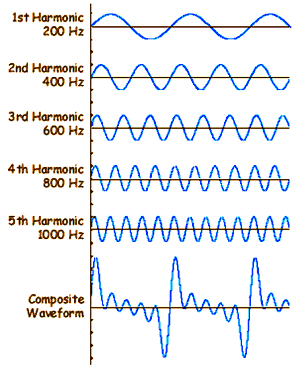 1st Harmonic
200 Hz
2nd Harmonic
400 Hz
3rd Harmonic
600 Hz
4th Harmonic
800 Hz
5th Harmonic
1000 Hz
Composite
Waveform